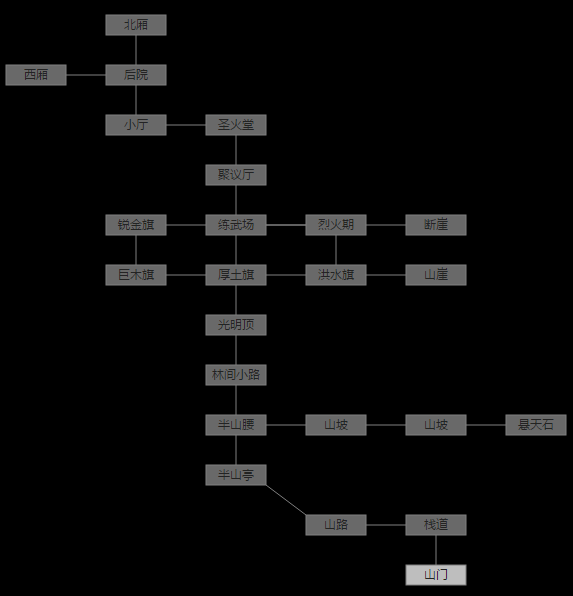 北厢
西厢 后院
小厅 圣火堂
聚议厅
锐金旗 练武场 烈火期 断崖
巨木旗 厚土旗 洪水旗 山崖
光明顶
林间小路
半山腰 山坡 山坡 悬天石
半山亭
山路 栈道
山门